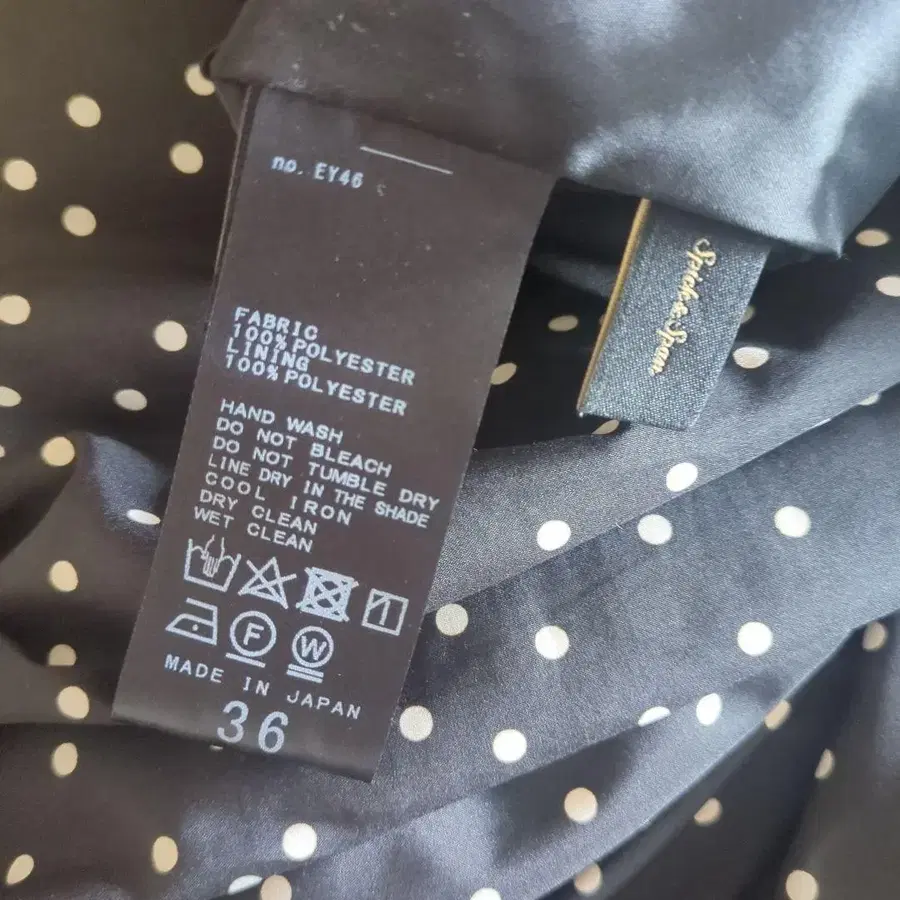 no. EY46
FABRIC
100% POLYESTER
LINING
100% POLYESTER
HAND WASH
DO NOT BLEACH
DO NOT TUMBLE DRY
LINE DRY IN THE SHADE
COOL IRON
DRY CLEAN
WET CLEAN
F
W
MADE IN JAPAN
36
Spick & Span